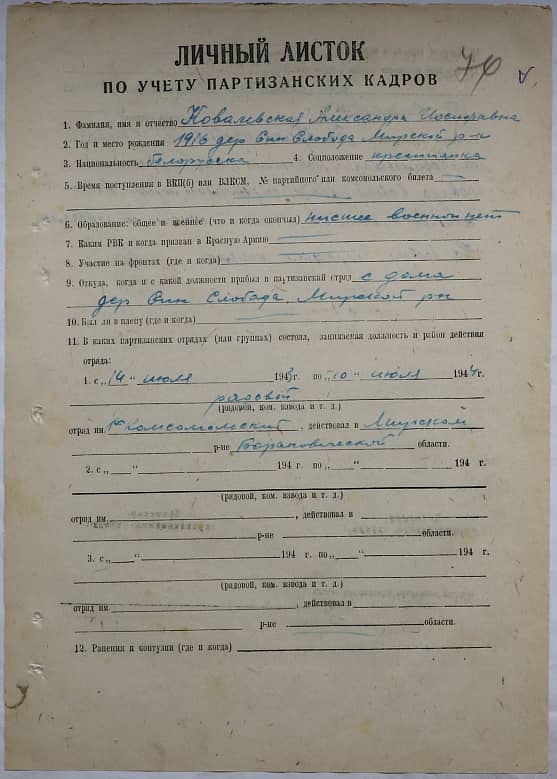 ЛИЧНЫЙ ЛИСТОК
ПО УЧЕТУ ПАРТИЗАНСКИХ КАДРОВ
1. Фамилия, имя и отчество Ковалевская Александра Иосифовна
2. Год и место рождения 1916 дер Син Слобода Мирской р-н
3. Национальность белоруска 4. Соцположение крестьянка
5. Время поступления в ВКП(б) или ВЛКСМ, № партийного или комсомольского билета —
6. Образование: общее и военное (что и когда окончил) низшее военного нет
7. Каким РВК и когда призван в Красную Армию —
8. Участие на фронтах (где и когда) —
9. Откуда, когда и с какой должности прибыл в партизанский отряд с дома
дер Син Слобода Мирской р-н
10. Был ли в плену (где и когда) —
11. В каких партизанских отрядах (или группах) состоял, занимаемая должность и район действия
отряда:
1. с „14“ июля 1943 г. по „10“ июля 1944 г.
рядовой
(рядовой, ком. взвода и т. д.)
отряд им. Комсомольский, действовал в Мирском
р-не Барановической области.
2. с „ “ 194 г. по „ “ 194 г.
(рядовой, ком. взвода и т. д.)
отряд им. , действовал в
р-не области.
3. с „ “ 194 г. по „ “ 194 г.
(рядовой, ком. взвода и т. д.)
отряд им. , действовал в
р-не области.
12. Ранения и контузии (где и когда)